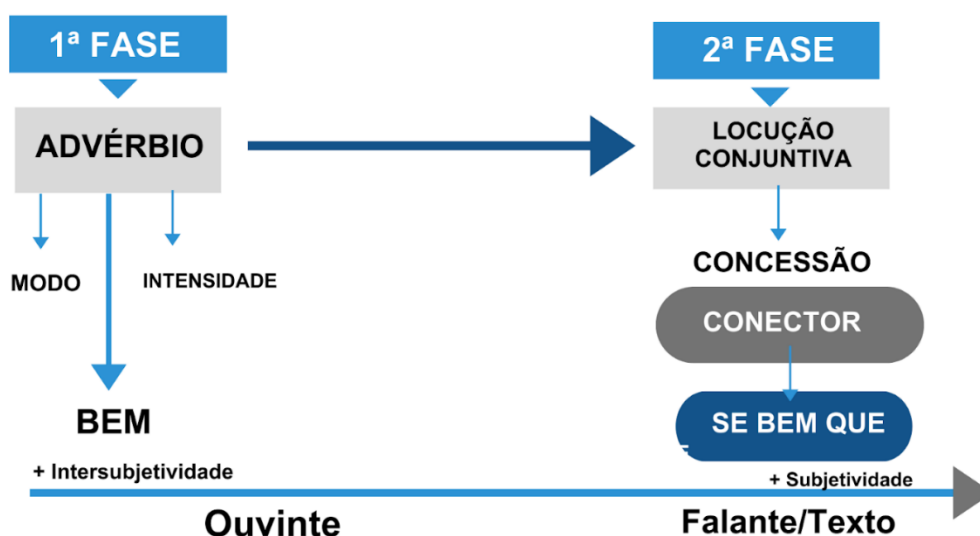 1ª FASE
2ª FASE
ADVÉRBIO
LOCUÇÃO
CONJUNTIVA
MODO
INTENSIDADE
CONCESSÃO
CONECTOR
BEM
SE BEM QUE
+ Intersubjetividade
+ Subjetividade
Ouvinte
Falante/Texto